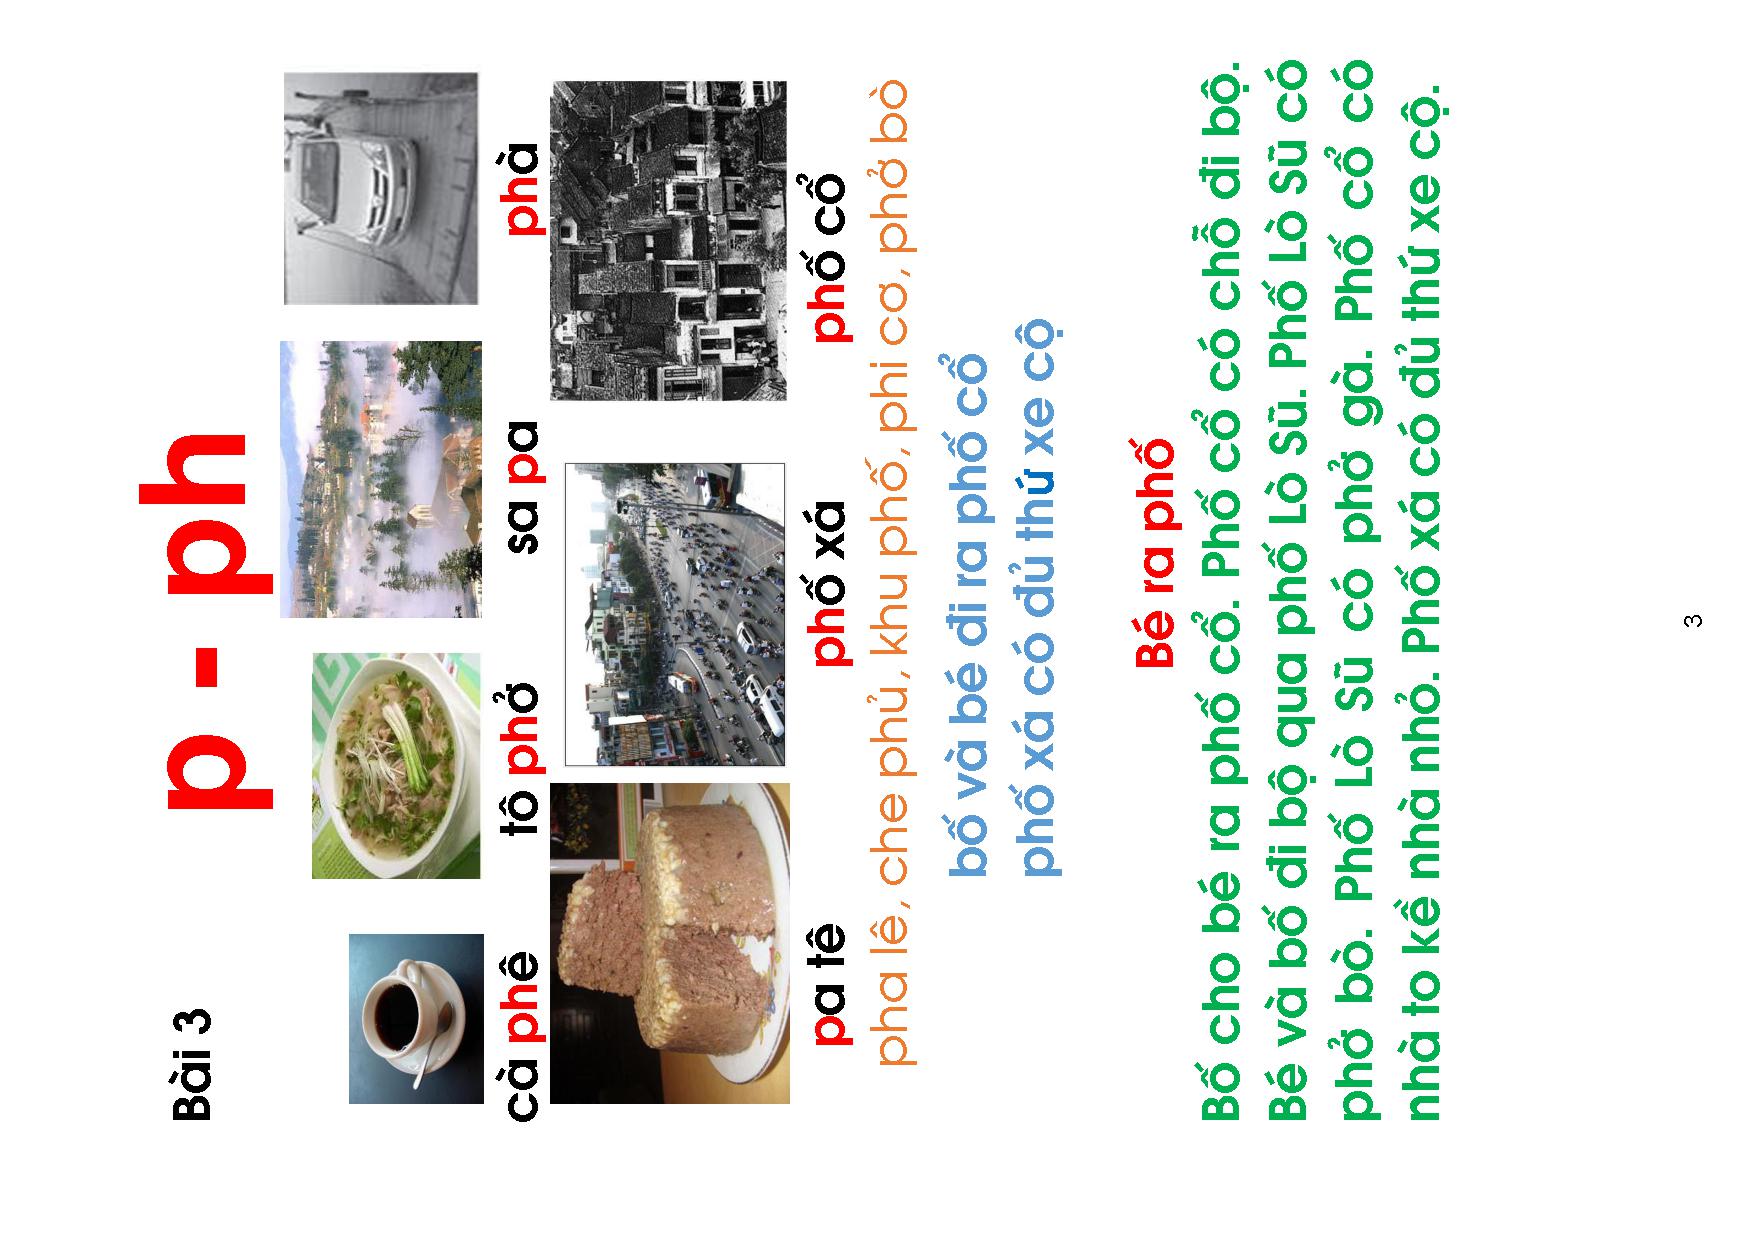 Bài 3
p - ph
cà phê tô phở sa pa phà
pa tê phố xá phố cổ
pha lê, che phủ, khu phố, phi cơ, phở bò
bố và bé đi ra phố cổ
phố xá có đủ thứ xe cộ
Bé ra phố
Bố cho bé ra phố cổ. Phố cổ có chỗ đi bộ.
Bé và bố đi bộ qua phố Lò Sũ. Phố Lò Sũ có
phở bò. Phố Lò Sũ có phở gà. Phố cổ có
nhà to kề nhà nhỏ. Phố xá có đủ thứ xe cộ.
3